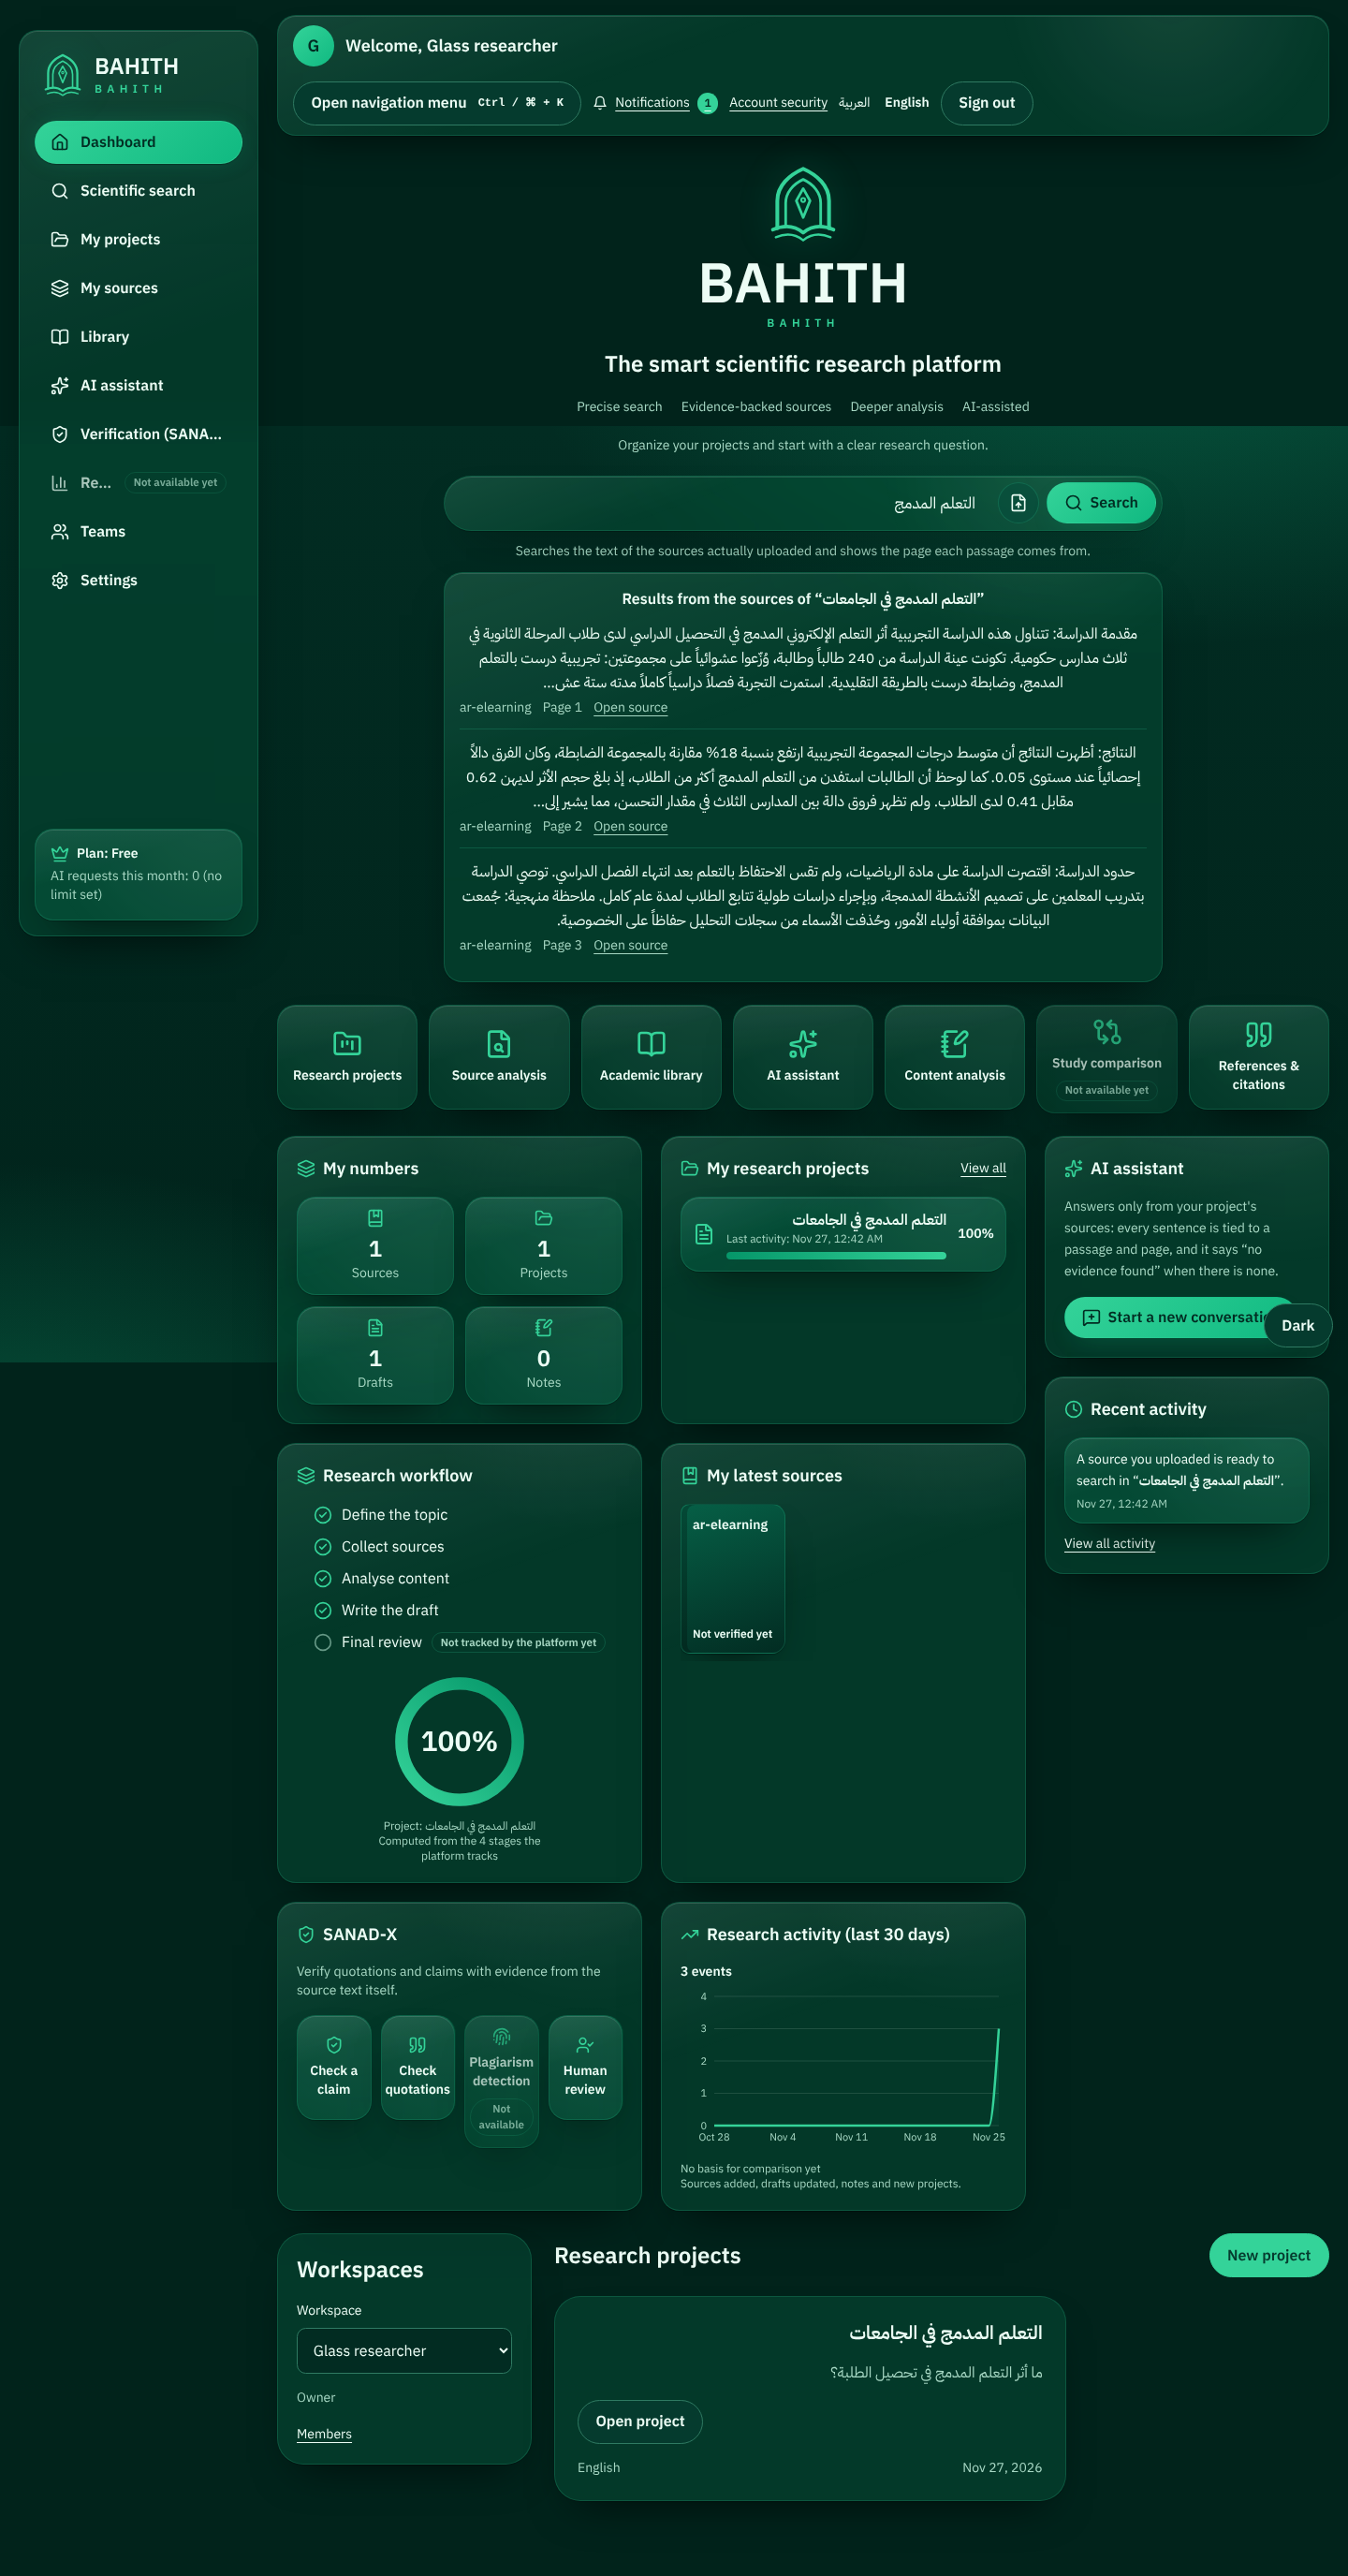 BAHITH
BAHITH
Dashboard
Scientific search
My projects
My sources
Library
AI assistant
Verification (SANA...
Re... Not available yet
Teams
Settings
Plan: Free
AI requests this month: 0 (no
limit set)
G Welcome, Glass researcher
Open navigation menu Ctrl / ⌘ + K Notifications 1 Account security العربية English Sign out
BAHITH
BAHITH
The smart scientific research platform
Precise search Evidence-backed sources Deeper analysis AI-assisted
Organize your projects and start with a clear research question.
التعلم المدمج Search
Searches the text of the sources actually uploaded and shows the page each passage comes from.
Results from the sources of “التعلم المدمج في الجامعات”
مقدمة الدراسة: تتناول هذه الدراسة التجريبية أثر التعلم الإلكتروني المدمج في التحصيل الدراسي لدى طلاب المرحلة الثانوية في
ثلاث مدارس حكومية. تكونت عينة الدراسة من 240 طالباً وطالبة، وُزّعوا عشوائياً على مجموعتين: تجريبية درست بالتعلم
المدمج، وضابطة درست بالطريقة التقليدية. استمرت التجربة فصلاً دراسياً كاملاً مدته ستة عش...
ar-elearning Page 1 Open source
النتائج: أظهرت النتائج أن متوسط درجات المجموعة التجريبية ارتفع بنسبة 18% مقارنة بالمجموعة الضابطة، وكان الفرق دالاً
إحصائياً عند مستوى 0.05. كما لوحظ أن الطالبات استفدن من التعلم المدمج أكثر من الطلاب، إذ بلغ حجم الأثر لديهن 0.62
مقابل 0.41 لدى الطلاب. ولم تظهر فروق دالة بين المدارس الثلاث في مقدار التحسن، مما يشير إلى...
ar-elearning Page 2 Open source
حدود الدراسة: اقتصرت الدراسة على مادة الرياضيات، ولم تقس الاحتفاظ بالتعلم بعد انتهاء الفصل الدراسي. توصي الدراسة
بتدريب المعلمين على تصميم الأنشطة المدمجة، وبإجراء دراسات طولية تتابع الطلاب لمدة عام كامل. ملاحظة منهجية: جُمعت
البيانات بموافقة أولياء الأمور، وحُذفت الأسماء من سجلات التحليل حفاظاً على الخصوصية.
ar-elearning Page 3 Open source
Research projects
Source analysis
Academic library
AI assistant
Content analysis
Study comparison
Not available yet
References &
citations
My numbers
1
Sources
1
Projects
1
Drafts
0
Notes
My research projects View all
التعلم المدمج في الجامعات
Last activity: Nov 27, 12:42 AM
100%
AI assistant
Answers only from your project's
sources: every sentence is tied to a
passage and page, and it says “no
evidence found” when there is none.
Start a new conversatio
Dark
Recent activity
A source you uploaded is ready to
search in “التعلم المدمج في الجامعات”.
Nov 27, 12:42 AM
View all activity
Research workflow
Define the topic
Collect sources
Analyse content
Write the draft
Final review Not tracked by the platform yet
100%
Project: التعلم المدمج في الجامعات
Computed from the 4 stages the
platform tracks
My latest sources
ar-elearning
Not verified yet
SANAD-X
Verify quotations and claims with evidence from the
source text itself.
Check a
claim
Check
quotations
Plagiarism
detection
Not
available
Human
review
Research activity (last 30 days)
3 events
4
3
2
1
0
Oct 28 Nov 4 Nov 11 Nov 18 Nov 25
No basis for comparison yet
Sources added, drafts updated, notes and new projects.
Workspaces
Workspace
Glass researcher
Owner
Members
Research projects New project
التعلم المدمج في الجامعات
ما أثر التعلم المدمج في تحصيل الطلبة؟
Open project
English Nov 27, 2026